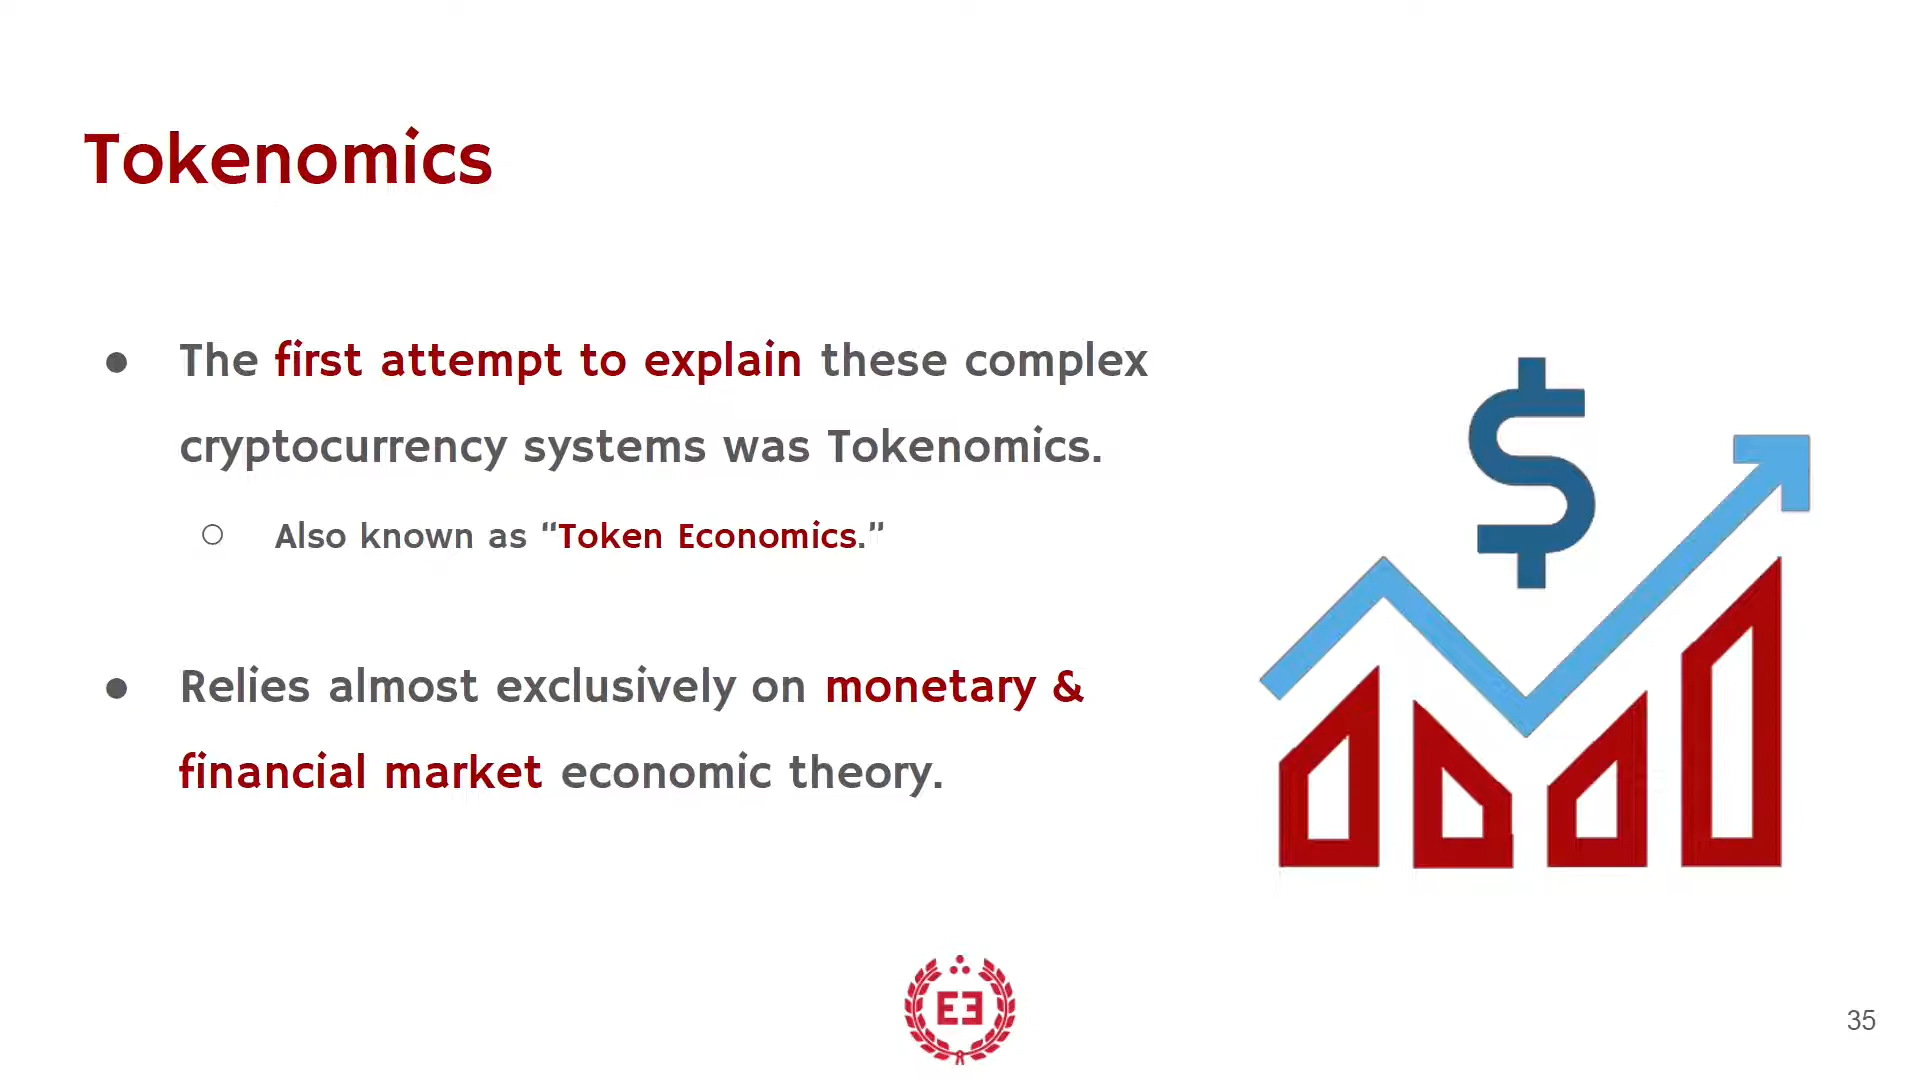 Tokenomics
● The first attempt to explain these complex
cryptocurrency systems was Tokenomics.
○ Also known as “Token Economics.”
● Relies almost exclusively on monetary &
financial market economic theory.
$
EƎ
35